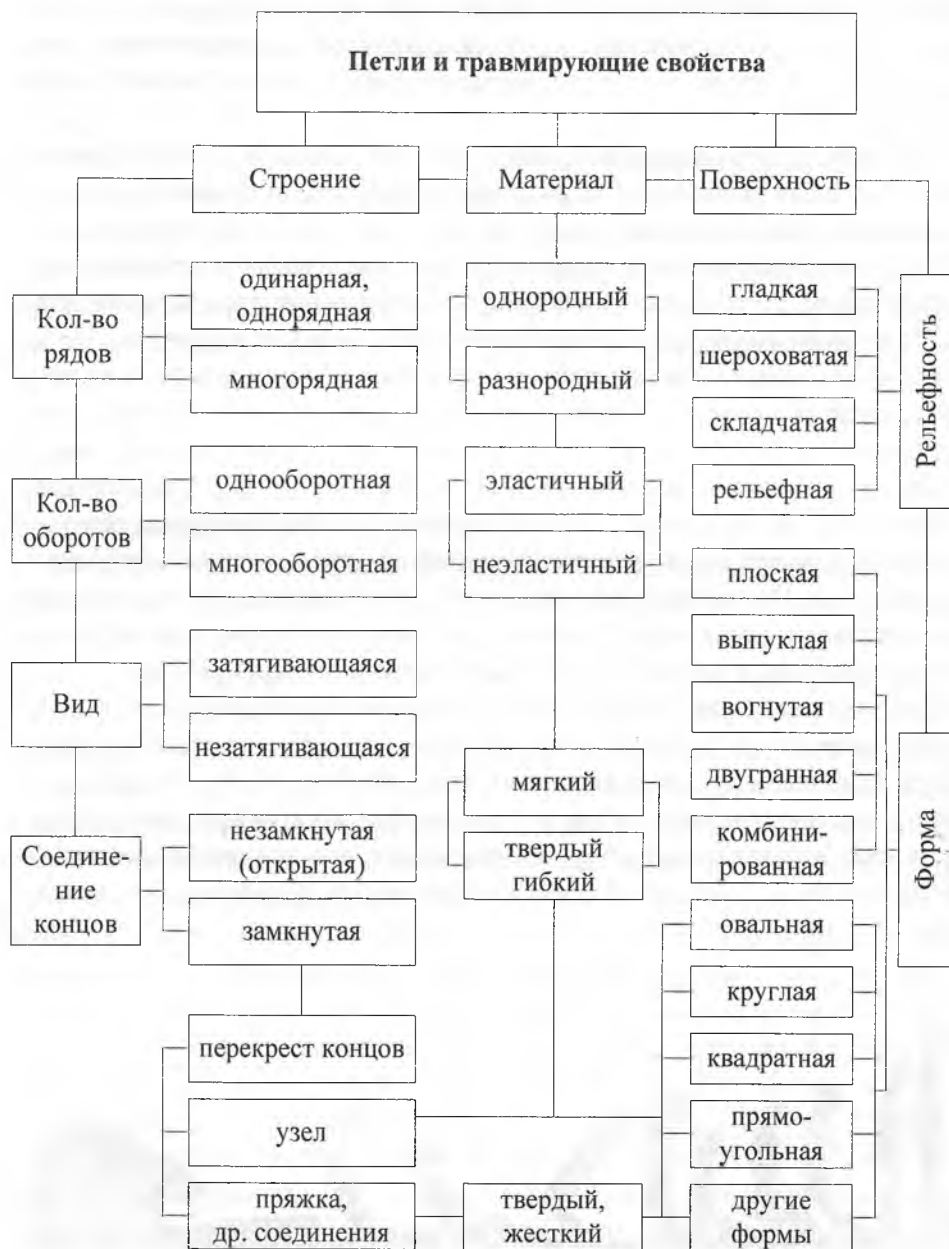 Петли и травмирующие свойства
Строение
Материал
Поверхность
Кол-во
рядов
одинарная,
однорядная
многорядная
однородный
разнородный
гладкая
шероховатая
складчатая
рельефная
Рельефность
Кол-во
оборотов
однооборотная
многооборотная
эластичный
неэластичный
плоская
выпуклая
вогнутая
двугранная
комбини-
рованная
Форма
Вид
затягивающаяся
незатягивающаяся
мягкий
твердый
гибкий
Соедине-
ние
концов
незамкнутая
(открытая)
замкнутая
овальная
круглая
квадратная
прямо-
угольная
другие
формы
перекрест концов
узел
пряжка,
др. соединения
твердый,
жесткий